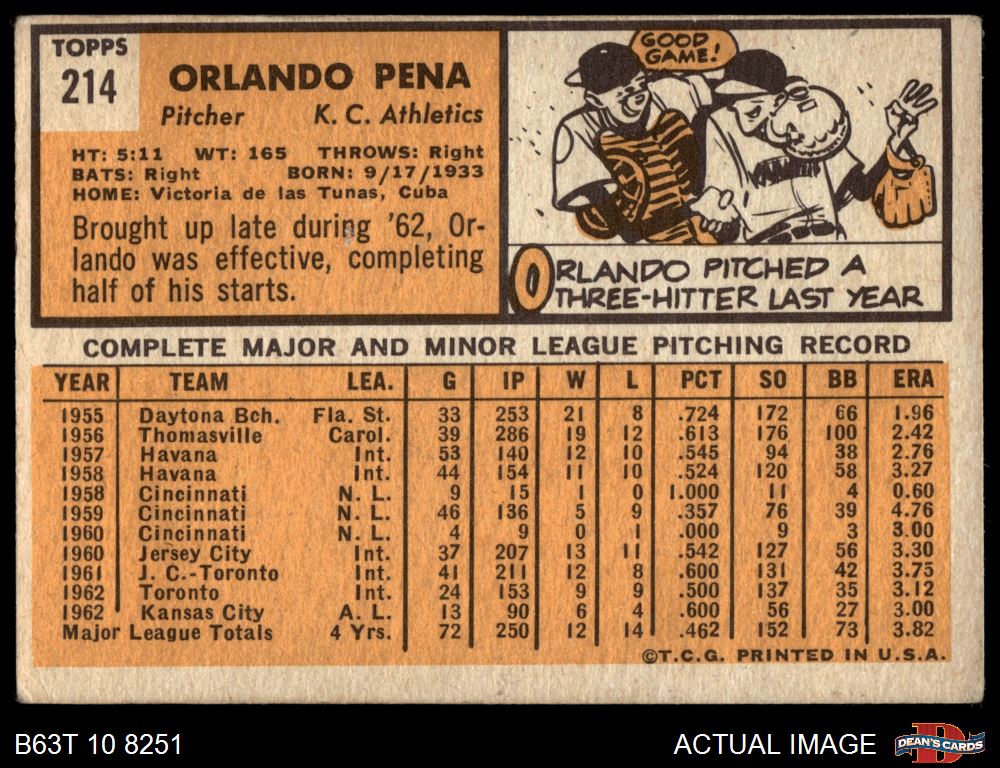 TOPPS
214
ORLANDO PENA
Pitcher K. C. Athletics
HT: 5:11 WT: 165 THROWS: Right
BATS: Right BORN: 9/17/1933
HOME: Victoria de las Tunas, Cuba
Brought up late during '62, Or-
lando was effective, completing
half of his starts.
GOOD
GAME!
ORLANDO PITCHED A
THREE-HITTER LAST YEAR
COMPLETE MAJOR AND MINOR LEAGUE PITCHING RECORD
YEAR TEAM LEA. G IP W L PCT SO BB ERA
1955 Daytona Bch. Fla. St. 33 253 21 8 .724 172 66 1.96
1956 Thomasville Carol. 39 286 19 12 .613 176 100 2.42
1957 Havana Int. 53 140 12 10 .545 94 38 2.76
1958 Havana Int. 44 154 11 10 .524 120 58 3.27
1958 Cincinnati N. L. 9 15 1 0 1.000 11 4 0.60
1959 Cincinnati N. L. 46 136 5 9 .357 76 39 4.76
1960 Cincinnati N. L. 4 9 0 1 .000 9 3 3.00
1960 Jersey City Int. 37 207 13 11 .542 127 56 3.30
1961 J. C.-Toronto Int. 41 211 12 8 .600 131 42 3.75
1962 Toronto Int. 24 153 9 9 .500 137 35 3.12
1962 Kansas City A. L. 13 90 6 4 .600 56 27 3.00
Major League Totals 4 Yrs. 72 250 12 14 .462 152 73 3.82
©T.C.G. PRINTED IN U.S.A.
B63T 10 8251
ACTUAL IMAGE
D
DEAN'S CARDS